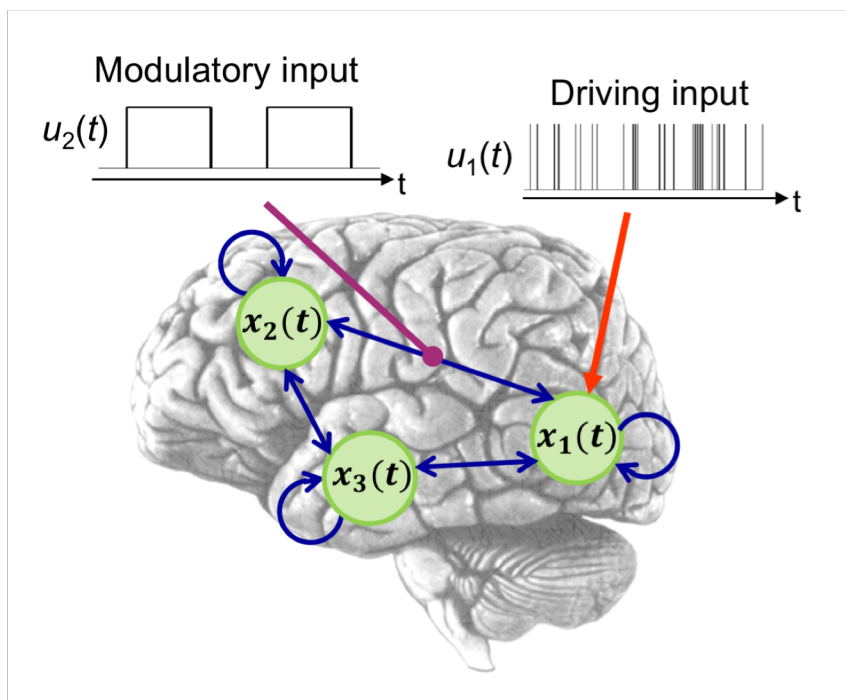 Modulatory input
u₂(t)
t
Driving input
u₁(t)
t
x₂(t)
x₁(t)
x₃(t)